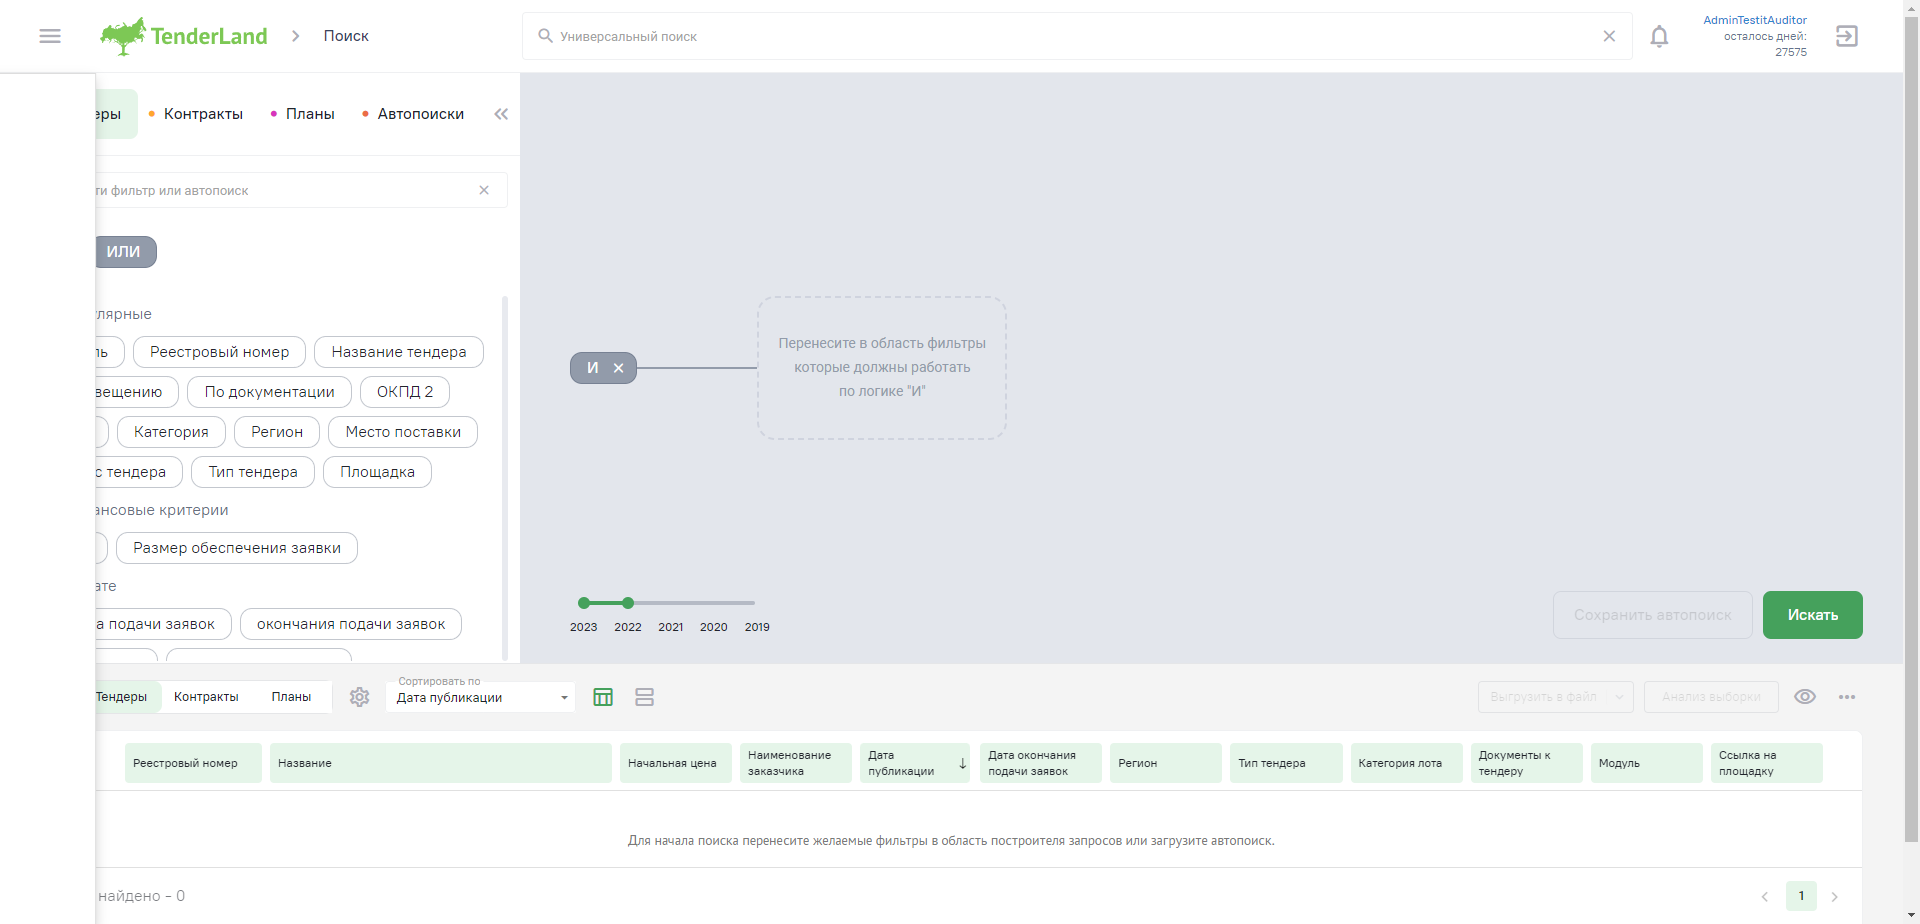 TenderLand
Поиск
Универсальный поиск
AdminTestitAuditor
осталось дней:
27575
еры
Контракты
Планы
Автопоиски
ти фильтр или автопоиск
ИЛИ
лярные
ль
Реестровый номер
Название тендера
вещению
По документации
ОКПД 2
Категория
Регион
Место поставки
с тендера
Тип тендера
Площадка
ансовые критерии
Размер обеспечения заявки
ате
а подачи заявок
окончания подачи заявок
И
Перенесите в область фильтры
которые должны работать
по логике "И"
2023
2022
2021
2020
2019
Сохранить автопоиск
Искать
Тендеры
Контракты
Планы
Сортировать по
Дата публикации
Выгрузить в файл
Анализ выборки
Реестровый номер
Название
Начальная цена
Наименование
заказчика
Дата
публикации
Дата окончания
подачи заявок
Регион
Тип тендера
Категория лота
Документы к
тендеру
Модуль
Ссылка на
площадку
Для начала поиска перенесите желаемые фильтры в область построителя запросов или загрузите автопоиск.
найдено - 0
1